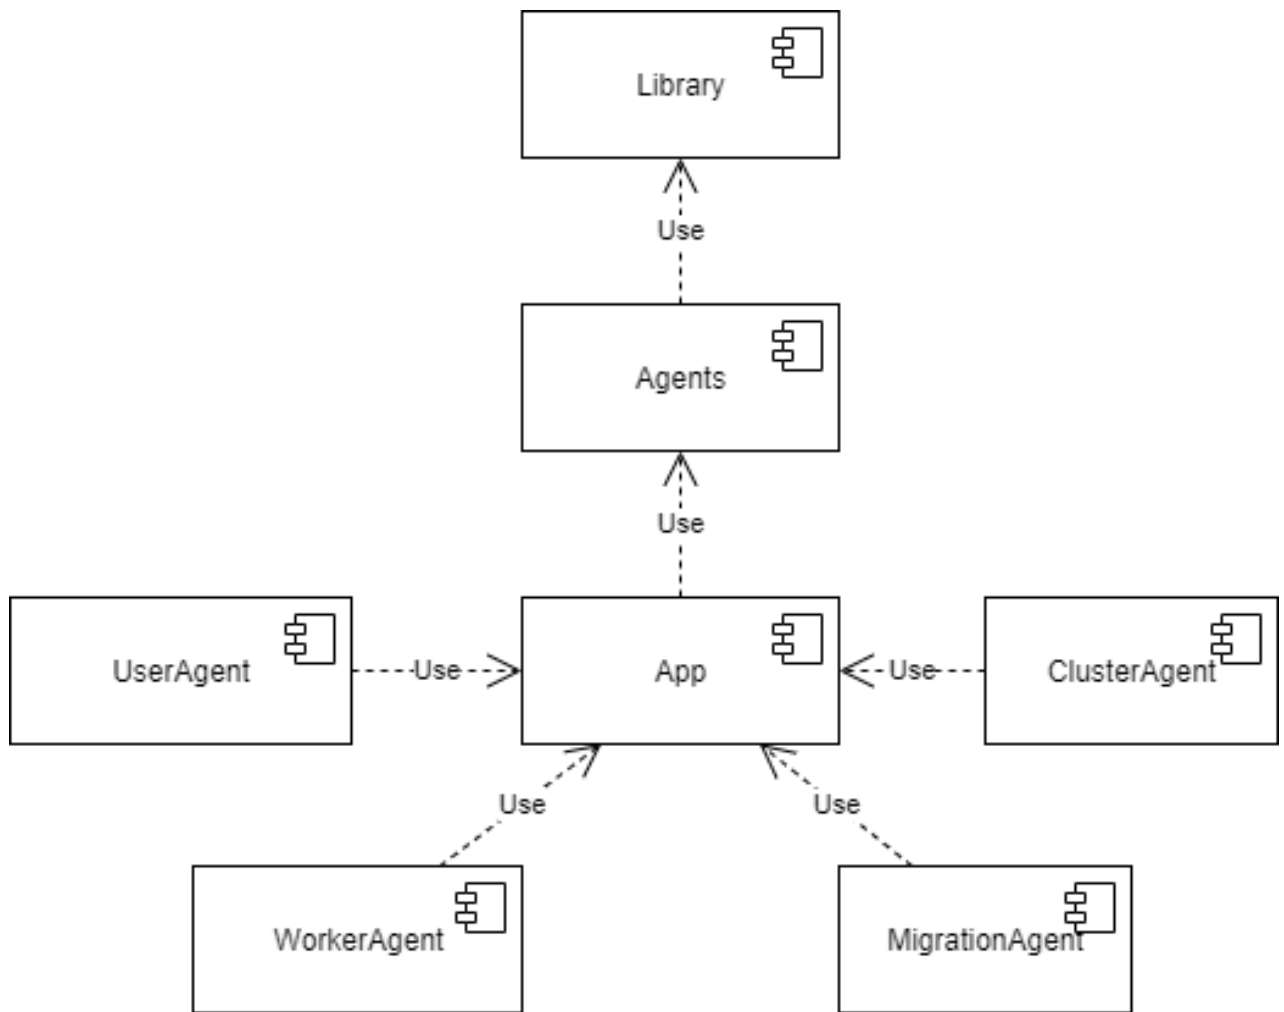 Library
Use
Agents
Use
UserAgent
Use
App
Use
ClusterAgent
Use
Use
WorkerAgent
MigrationAgent